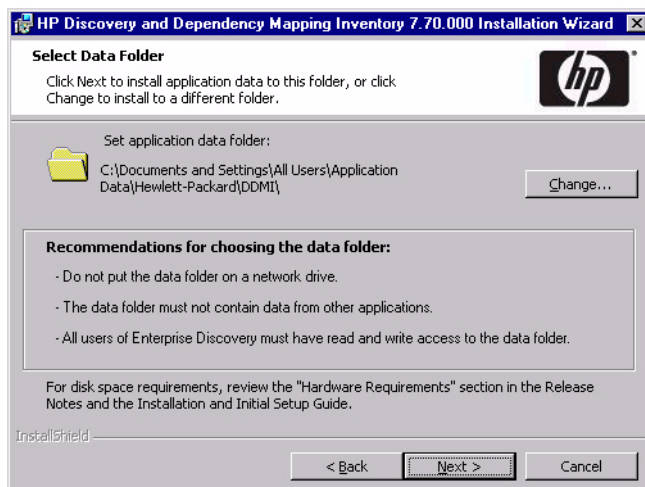 HP Discovery and Dependency Mapping Inventory 7.70.000 Installation Wizard
Select Data Folder
Click Next to install application data to this folder, or click
Change to install to a different folder.
hp
Set application data folder:
C:\Documents and Settings\All Users\Application
Data\Hewlett-Packard\DDMI\
Change...
Recommendations for choosing the data folder:
- Do not put the data folder on a network drive.
- The data folder must not contain data from other applications.
- All users of Enterprise Discovery must have read and write access to the data folder.
For disk space requirements, review the "Hardware Requirements" section in the Release
Notes and the Installation and Initial Setup Guide.
InstallShield
< Back Next > Cancel